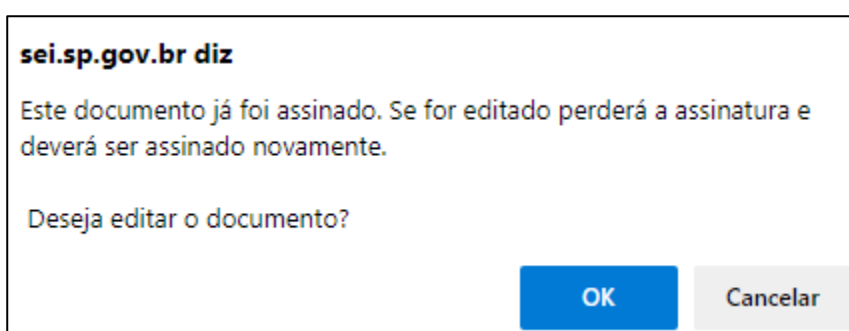 sei.sp.gov.br diz
Este documento já foi assinado. Se for editado perderá a assinatura e
deverá ser assinado novamente.
Deseja editar o documento?
OK
Cancelar